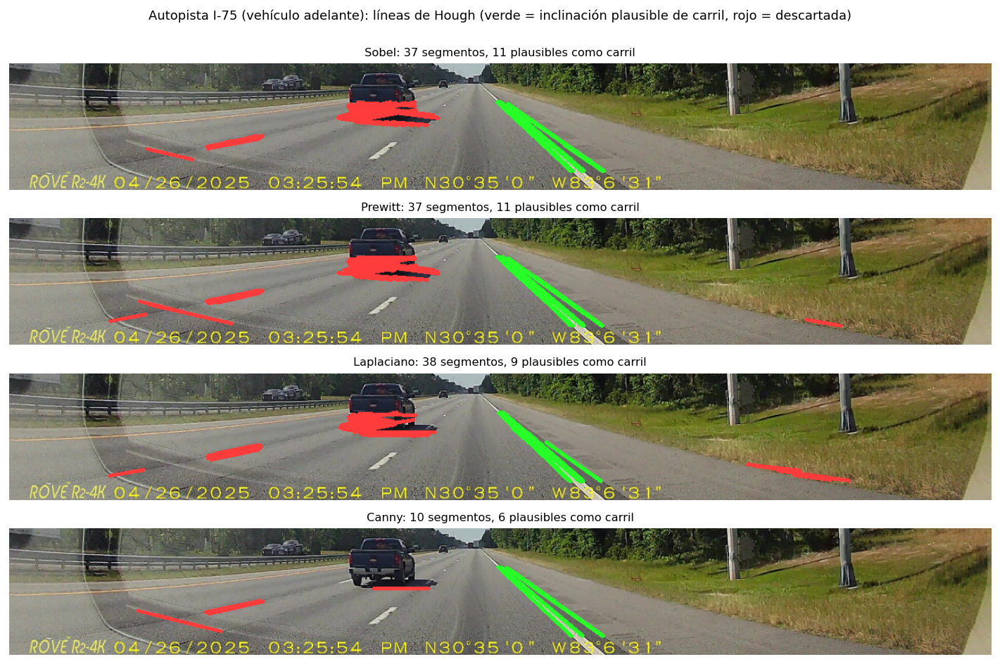 Autopista I-75 (vehículo adelante): líneas de Hough (verde = inclinación plausible de carril, rojo = descartada)
Sobel: 37 segmentos, 11 plausibles como carril
ROVE R2-4K 04/26/2025 03:25:54 PM N30°35'0" W83°6'31"
Prewitt: 37 segmentos, 11 plausibles como carril
ROVE R2-4K 04/26/2025 03:25:54 PM N30°35'0" W83°6'31"
Laplaciano: 38 segmentos, 9 plausibles como carril
ROVE R2-4K 04/26/2025 03:25:54 PM N30°35'0" W83°6'31"
Canny: 10 segmentos, 6 plausibles como carril
ROVE R2-4K 04/26/2025 03:25:54 PM N30°35'0" W83°6'31"